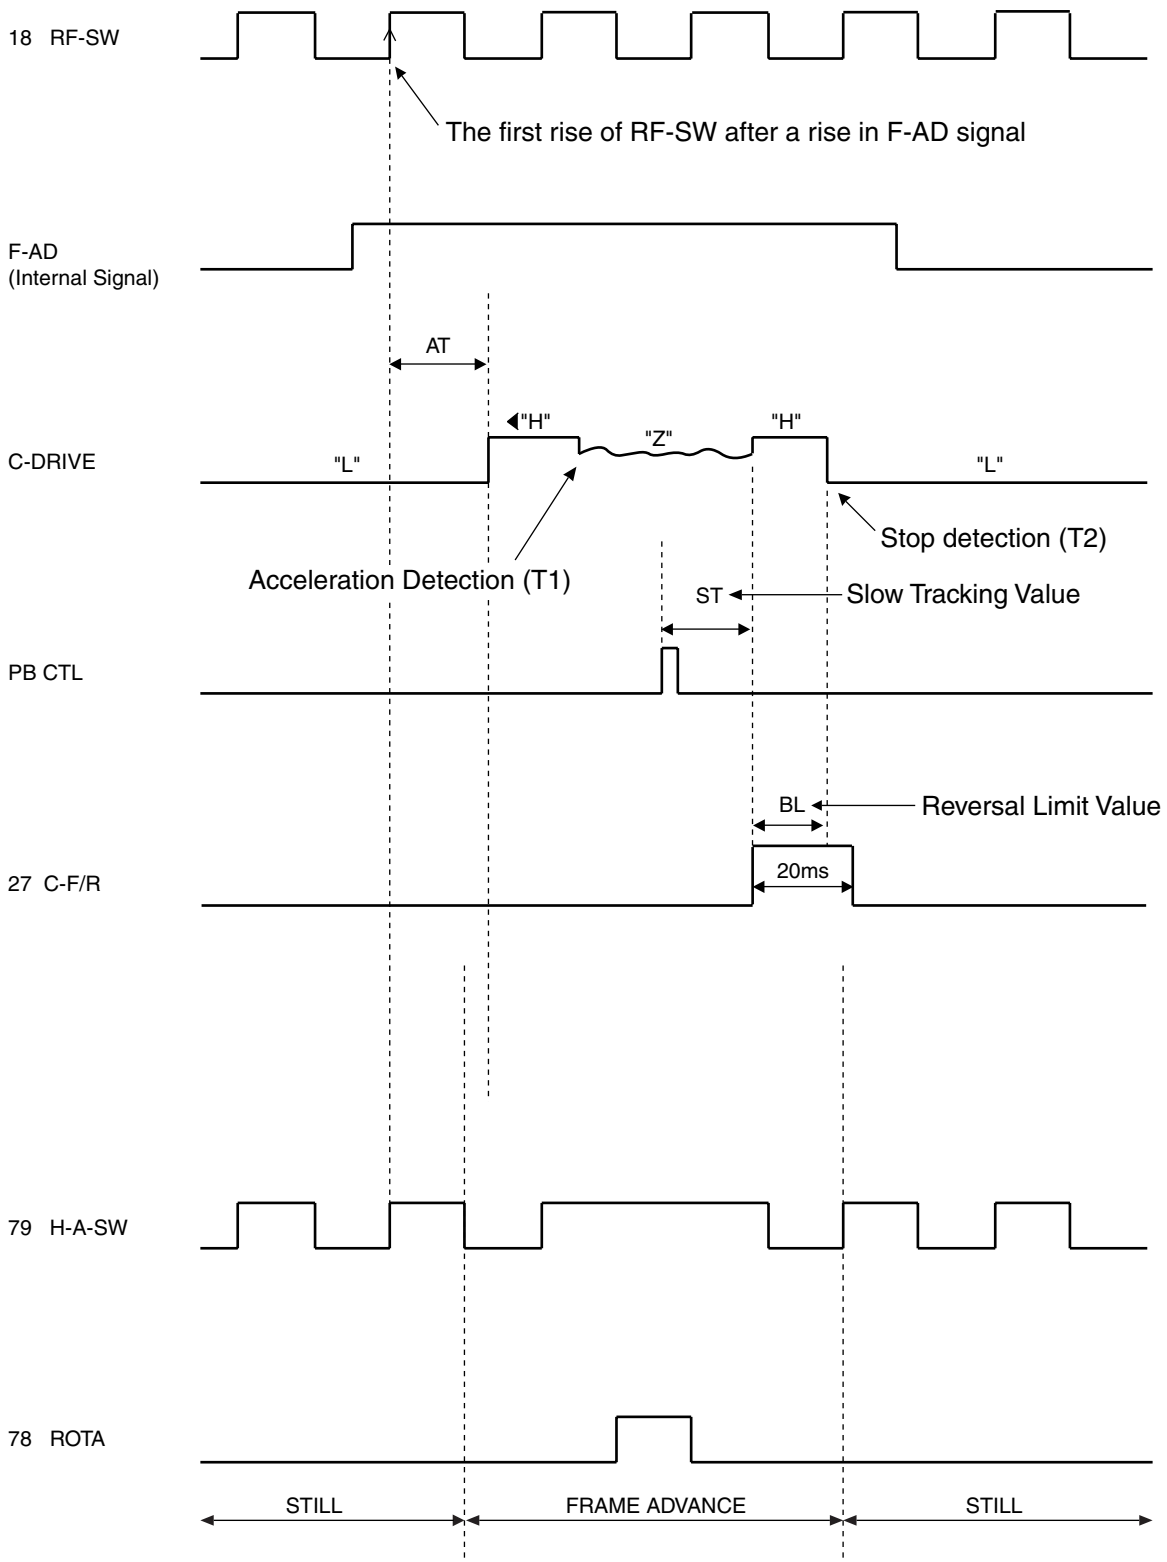 18 RF-SW
The first rise of RF-SW after a rise in F-AD signal
F-AD
(Internal Signal)
AT
C-DRIVE
"L"
"H"
"Z"
"H"
"L"
Stop detection (T2)
Acceleration Detection (T1)
ST
Slow Tracking Value
PB CTL
BL
Reversal Limit Value
27 C-F/R
20ms
79 H-A-SW
78 ROTA
STILL
FRAME ADVANCE
STILL